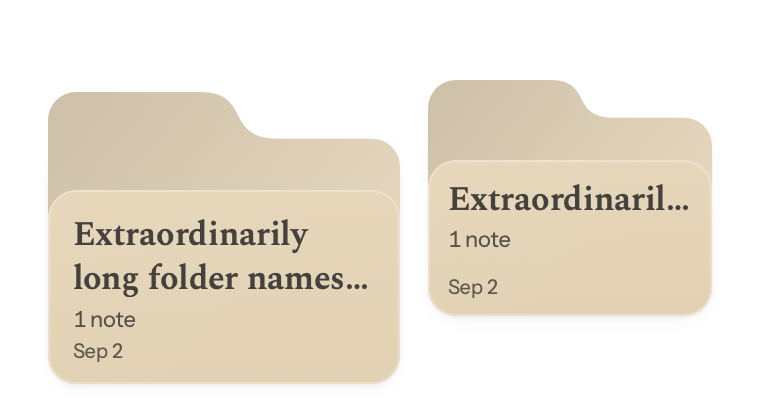 Extraordinarily
long folder names...
1 note
Sep 2
Extraordinaril...
1 note
Sep 2